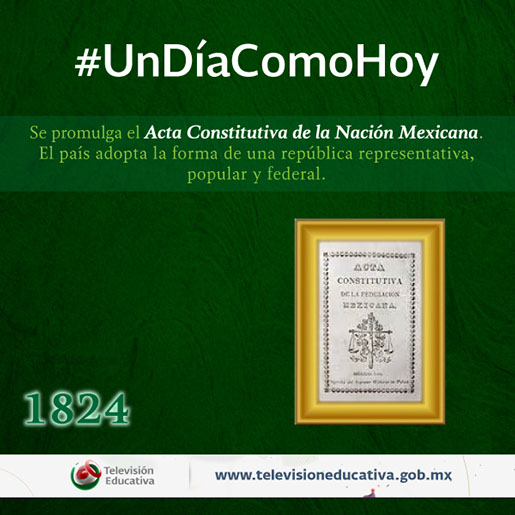 #UnDíaComoHoy
Se promulga el Acta Constitutiva de la Nación Mexicana.
El país adopta la forma de una república representativa,
popular y federal.
ACTA
CONSTITUTIVA
DE LA FEDERACION
MEXICANA.
1824
Televisión
Educativa
www.televisioneducativa.gob.mx